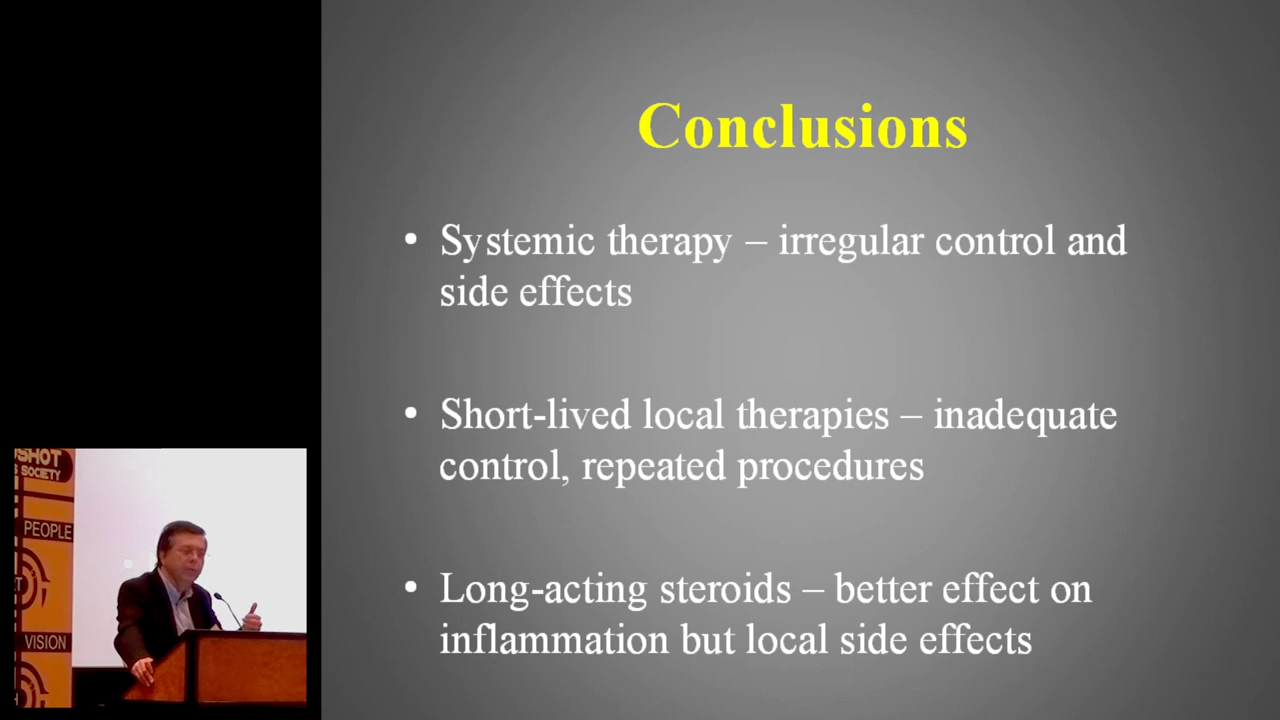 Conclusions
• Systemic therapy – irregular control and
side effects
• Short-lived local therapies – inadequate
control, repeated procedures
• Long-acting steroids – better effect on
inflammation but local side effects
SOCIETY
PEOPLE
VISION